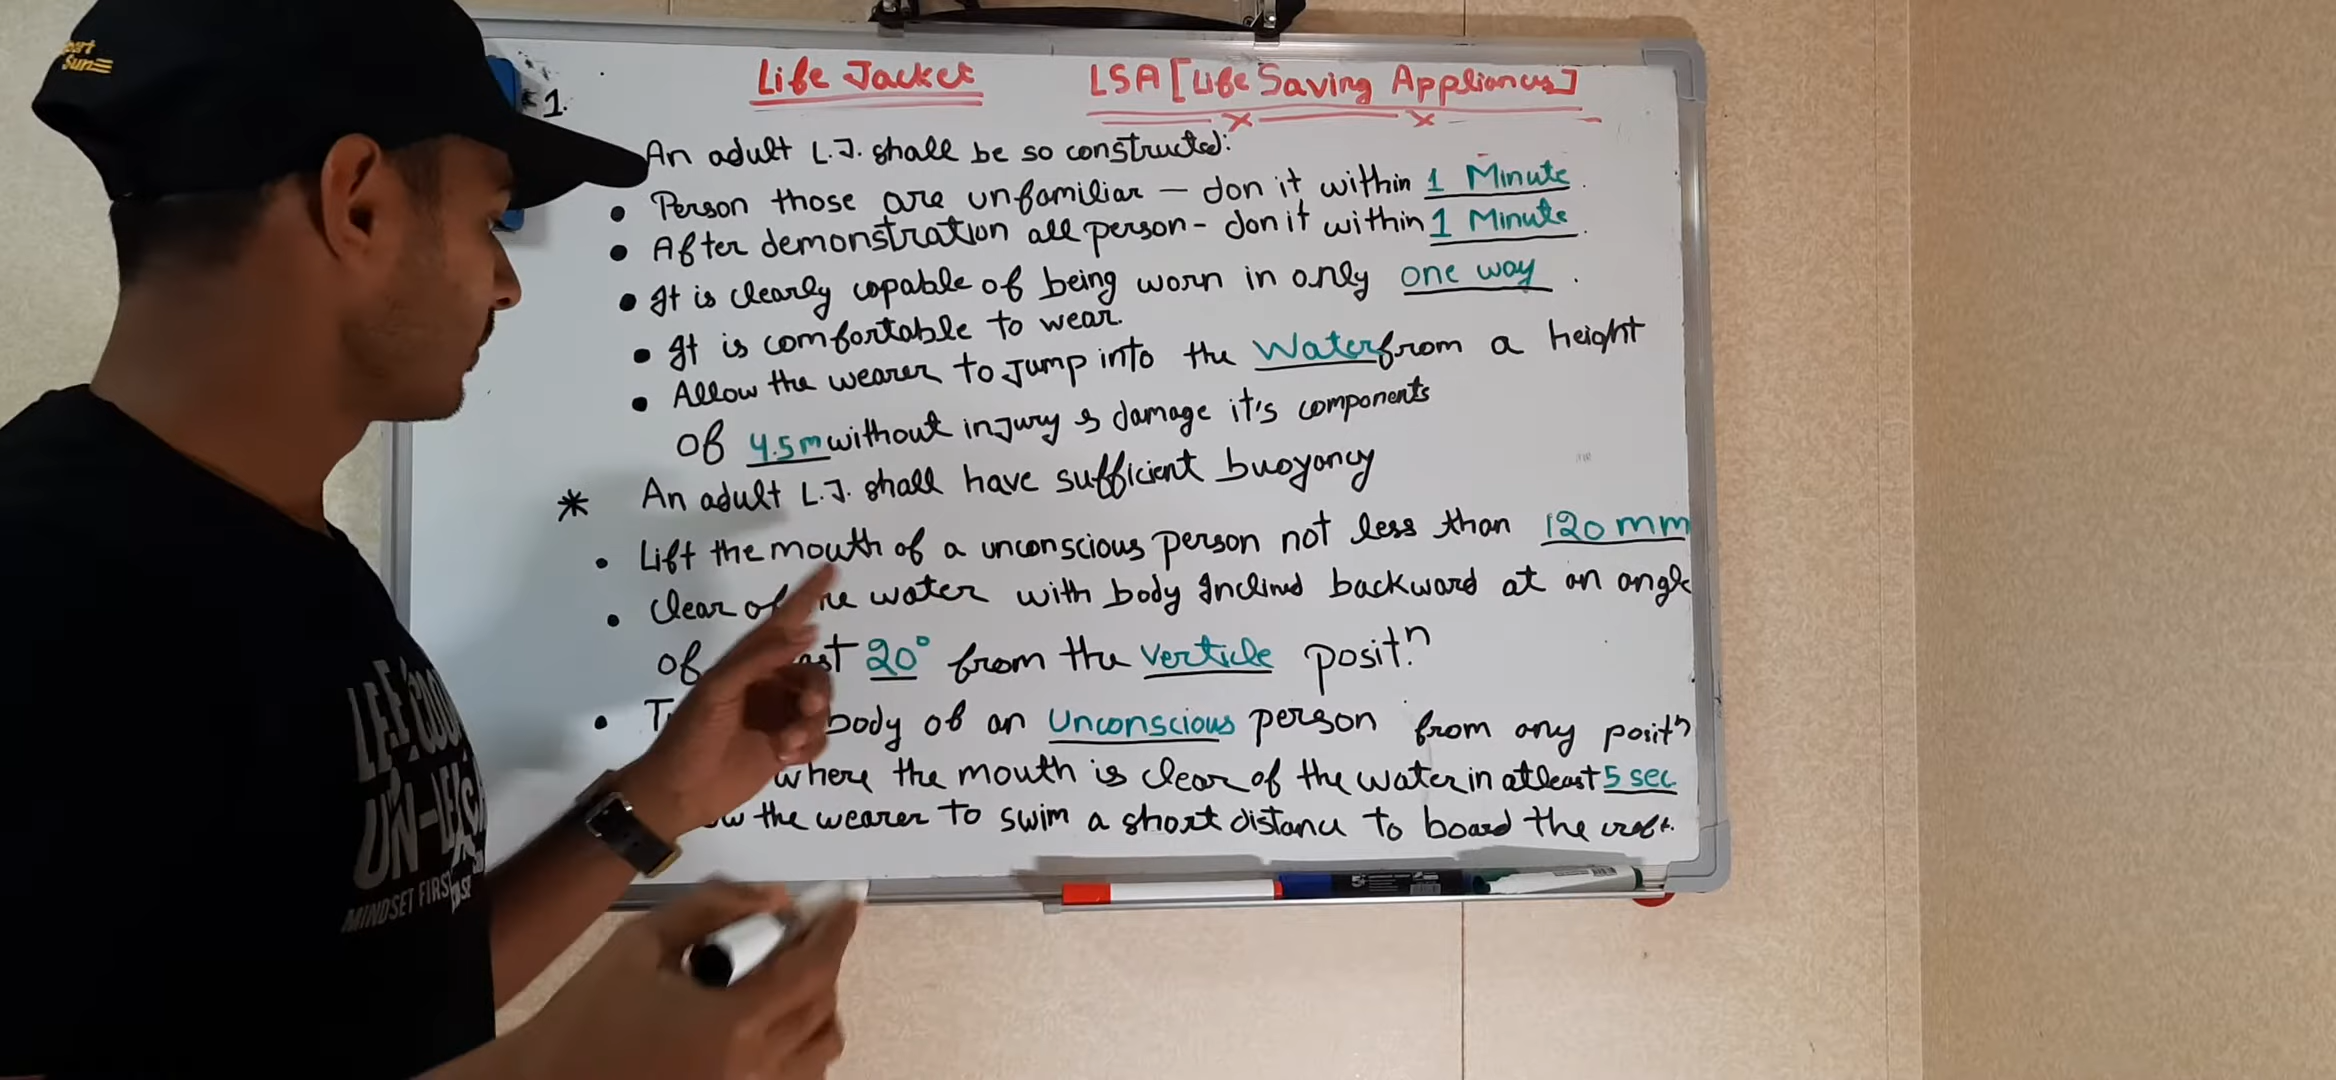 Sun
Life Jacket LSA [Life Saving Appliances]
1.
An adult L.J. shall be so constructed:
• Person those are unfamiliar - don it within 1 Minute.
• After demonstration all person - don it within 1 Minute.
• It is clearly capable of being worn in only one way.
• It is comfortable to wear.
• Allow the wearer to jump into the Water from a height
of 4.5m without injury & damage it's components
* An adult L.J. shall have sufficient buoyancy
• Lift the mouth of a unconscious person not less than 120 mm
• Clear of water with body Inclined backward at an angle
of 20° from the verticle positn
• body of an Unconscious person from any positn
where the mouth is clear of the water in atleast 5 sec.
the wearer to swim a short distance to board the craft.
MINDSET FIRST